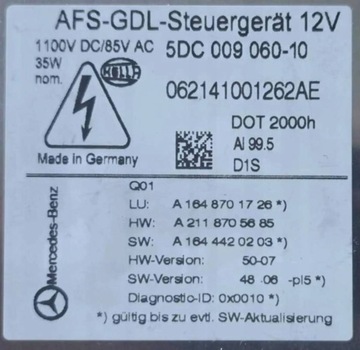 AFS-GDL-Steuergerät 12V
1100V DC/85V AC 5DC 009 060-10
35W
nom.
HELLA
062141001262AE
DOT 2000h
Al 99.5
Made in Germany
D1S
Q01
LU: A 164 870 17 26 *)
HW: A 211 870 56 85
SW: A 164 442 02 03 *)
HW-Version: 50-07
SW-Version: 48 .06 -pl5 *)
Diagnostic-ID: 0x0010 *)
*) gültig bis zu evtl. SW-Aktualisierung
Mercedes-Benz